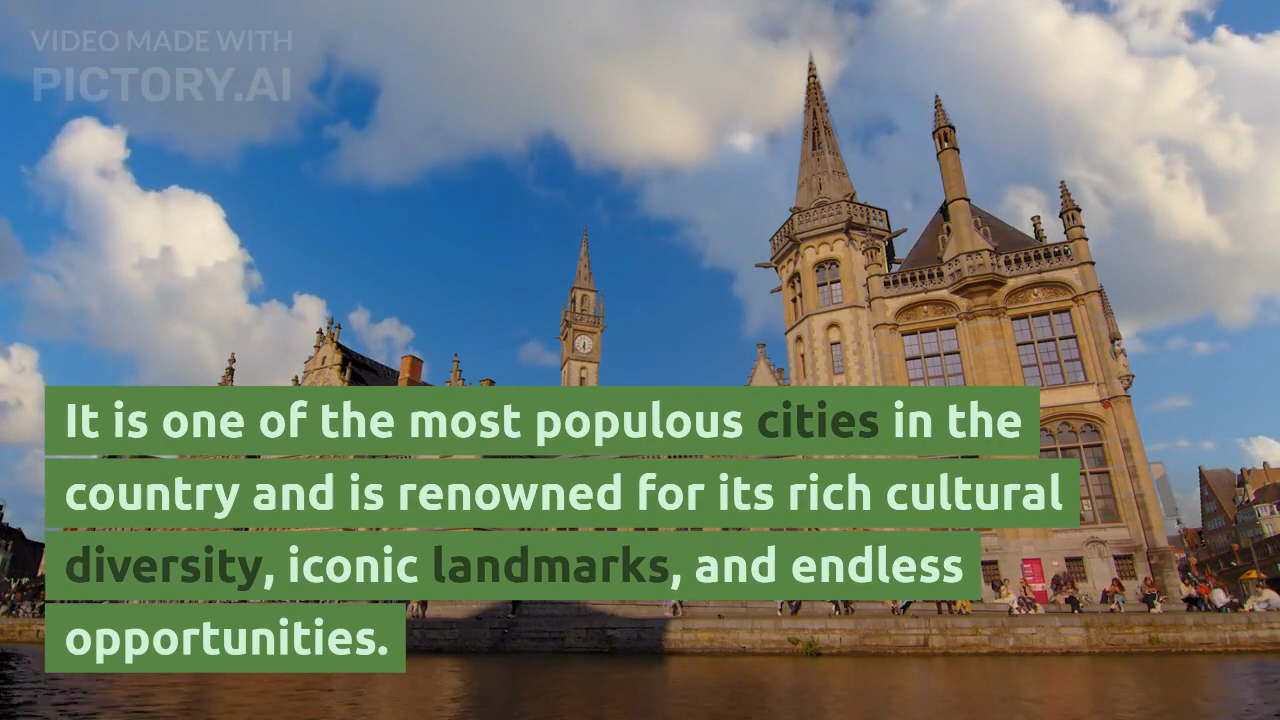 VIDEO MADE WITH
PICTORY.AI
It is one of the most populous cities in the
country and is renowned for its rich cultural
diversity, iconic landmarks, and endless
opportunities.